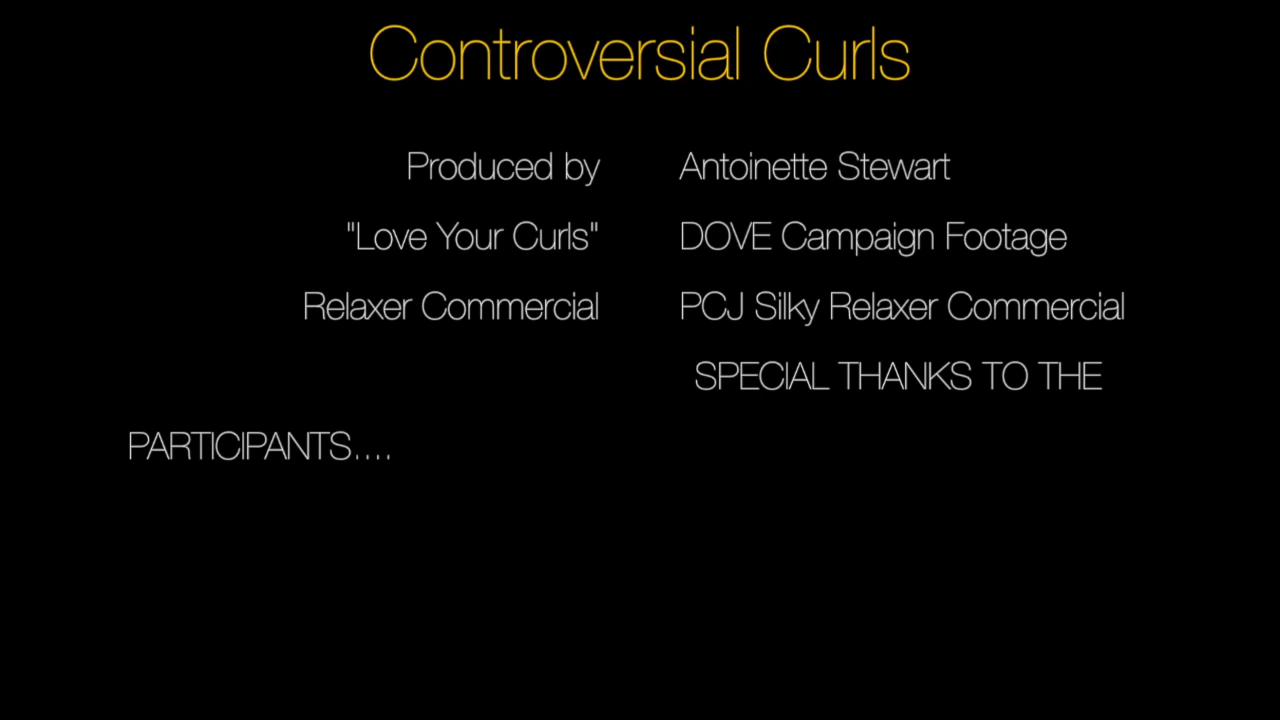 Controversial Curls
Produced by Antoinette Stewart
"Love Your Curls" DOVE Campaign Footage
Relaxer Commercial PCJ Silky Relaxer Commercial
SPECIAL THANKS TO THE
PARTICIPANTS....